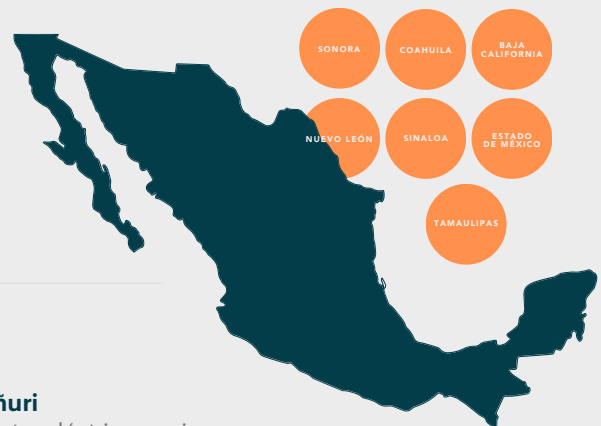 SONORA
COAHUILA
BAJA
CALIFORNIA
NUEVO LEÓN
SINALOA
ESTADO
DE MÉXICO
TAMAULIPAS
ñuri